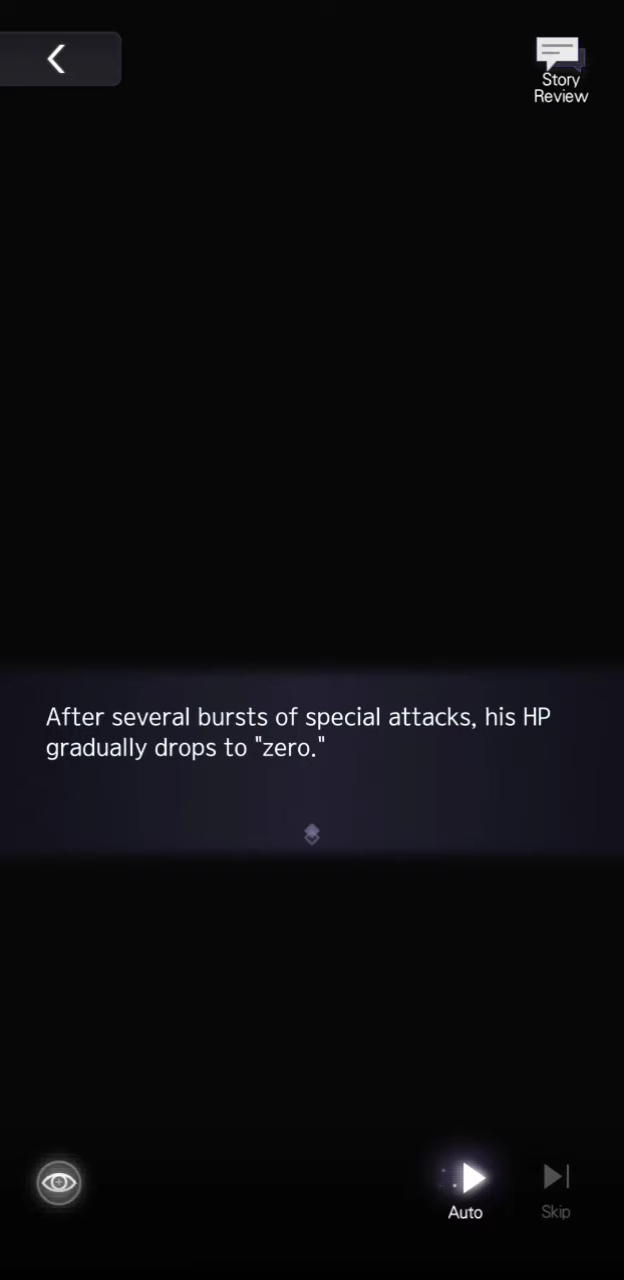 Story
Review
After several bursts of special attacks, his HP
gradually drops to "zero."
Auto
Skip